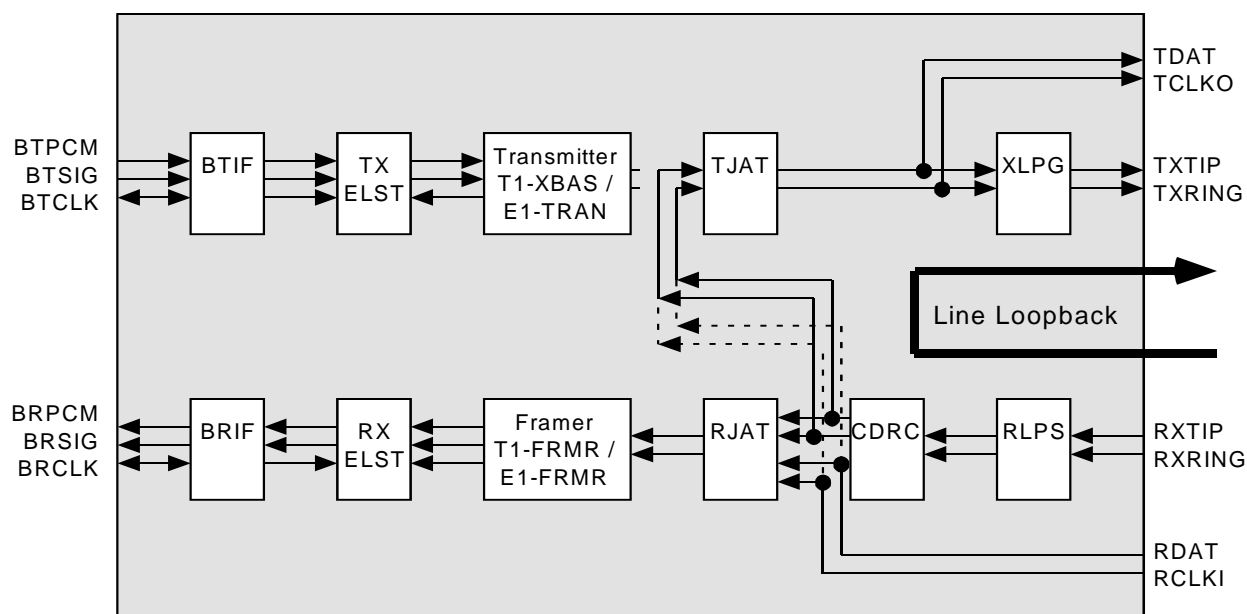 TDAT
TCLKO
BTPCM
BTSIG
BTCLK
BTIF
TX
ELST
Transmitter
T1-XBAS /
E1-TRAN
TJAT
XLPG
TXTIP
TXRING
Line Loopback
BRPCM
BRSIG
BRCLK
BRIF
RX
ELST
Framer
T1-FRMR /
E1-FRMR
RJAT
CDRC
RLPS
RXTIP
RXRING
RDAT
RCLKI